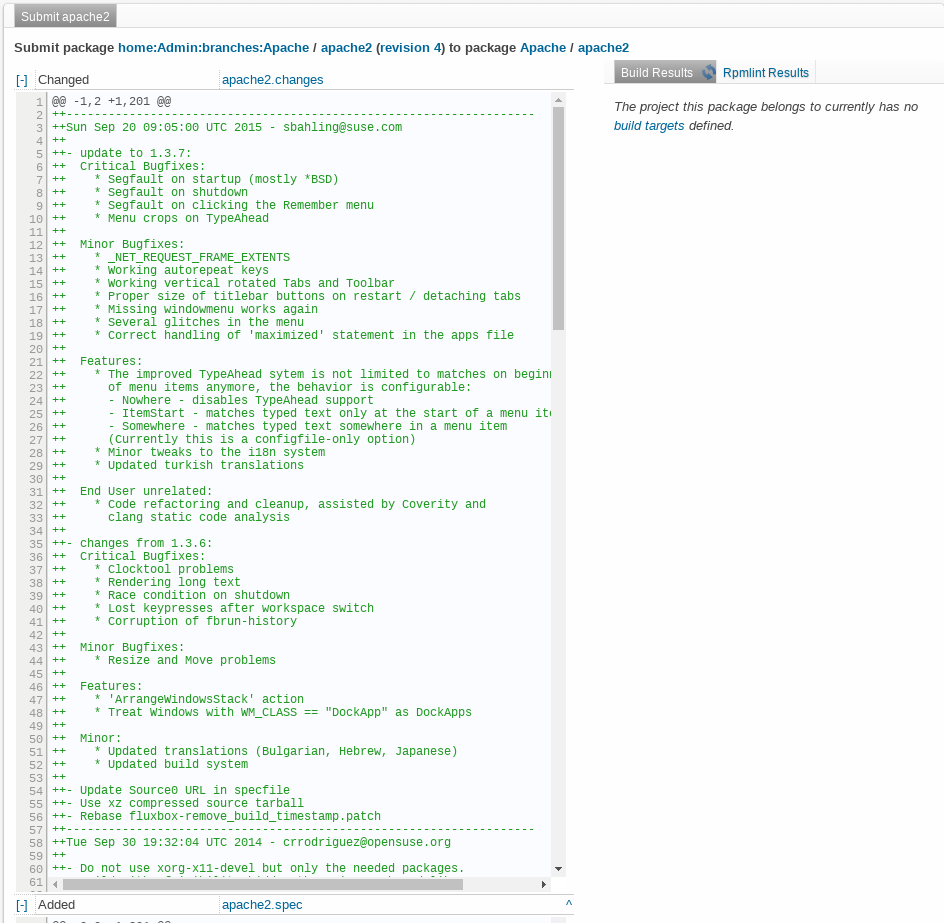 Submit apache2
Submit package home:Admin:branches:Apache / apache2 (revision 4) to package Apache / apache2
[-] Changed apache2.changes
1 @@ -1,2 +1,201 @@
2 ++-------------------------------------------------------------------
3 ++Sun Sep 20 09:05:00 UTC 2015 - sbahling@suse.com
4 ++
5 ++- update to 1.3.7:
6 ++  Critical Bugfixes:
7 ++    * Segfault on startup (mostly *BSD)
8 ++    * Segfault on shutdown
9 ++    * Segfault on clicking the Remember menu
10 ++    * Menu crops on TypeAhead
11 ++
12 ++  Minor Bugfixes:
13 ++    * _NET_REQUEST_FRAME_EXTENTS
14 ++    * Working autorepeat keys
15 ++    * Working vertical rotated Tabs and Toolbar
16 ++    * Proper size of titlebar buttons on restart / detaching tabs
17 ++    * Missing windowmenu works again
18 ++    * Several glitches in the menu
19 ++    * Correct handling of 'maximized' statement in the apps file
20 ++
21 ++  Features:
22 ++    * The improved TypeAhead sytem is not limited to matches on begin
23 ++      of menu items anymore, the behavior is configurable:
24 ++      - Nowhere - disables TypeAhead support
25 ++      - ItemStart - matches typed text only at the start of a menu it
26 ++      - Somewhere - matches typed text somewhere in a menu item
27 ++      (Currently this is a configfile-only option)
28 ++    * Minor tweaks to the i18n system
29 ++    * Updated turkish translations
30 ++
31 ++  End User unrelated:
32 ++    * Code refactoring and cleanup, assisted by Coverity and
33 ++      clang static code analysis
34 ++
35 ++- changes from 1.3.6:
36 ++  Critical Bugfixes:
37 ++    * Clocktool problems
38 ++    * Rendering long text
39 ++    * Race condition on shutdown
40 ++    * Lost keypresses after workspace switch
41 ++    * Corruption of fbrun-history
42 ++
43 ++  Minor Bugfixes:
44 ++    * Resize and Move problems
45 ++
46 ++  Features:
47 ++    * 'ArrangeWindowsStack' action
48 ++    * Treat Windows with WM_CLASS == "DockApp" as DockApps
49 ++
50 ++  Minor:
51 ++    * Updated translations (Bulgarian, Hebrew, Japanese)
52 ++    * Updated build system
53 ++
54 ++- Update Source0 URL in specfile
55 ++- Use xz compressed source tarball
56 ++- Rebase fluxbox-remove_build_timestamp.patch
57 ++-------------------------------------------------------------------
58 ++Tue Sep 30 19:32:04 UTC 2014 - crrodriguez@opensuse.org
59 ++
60 ++- Do not use xorg-x11-devel but only the needed packages.
61
[-] Added apache2.spec ^
Build Results Rpmlint Results
The project this package belongs to currently has no
build targets defined.